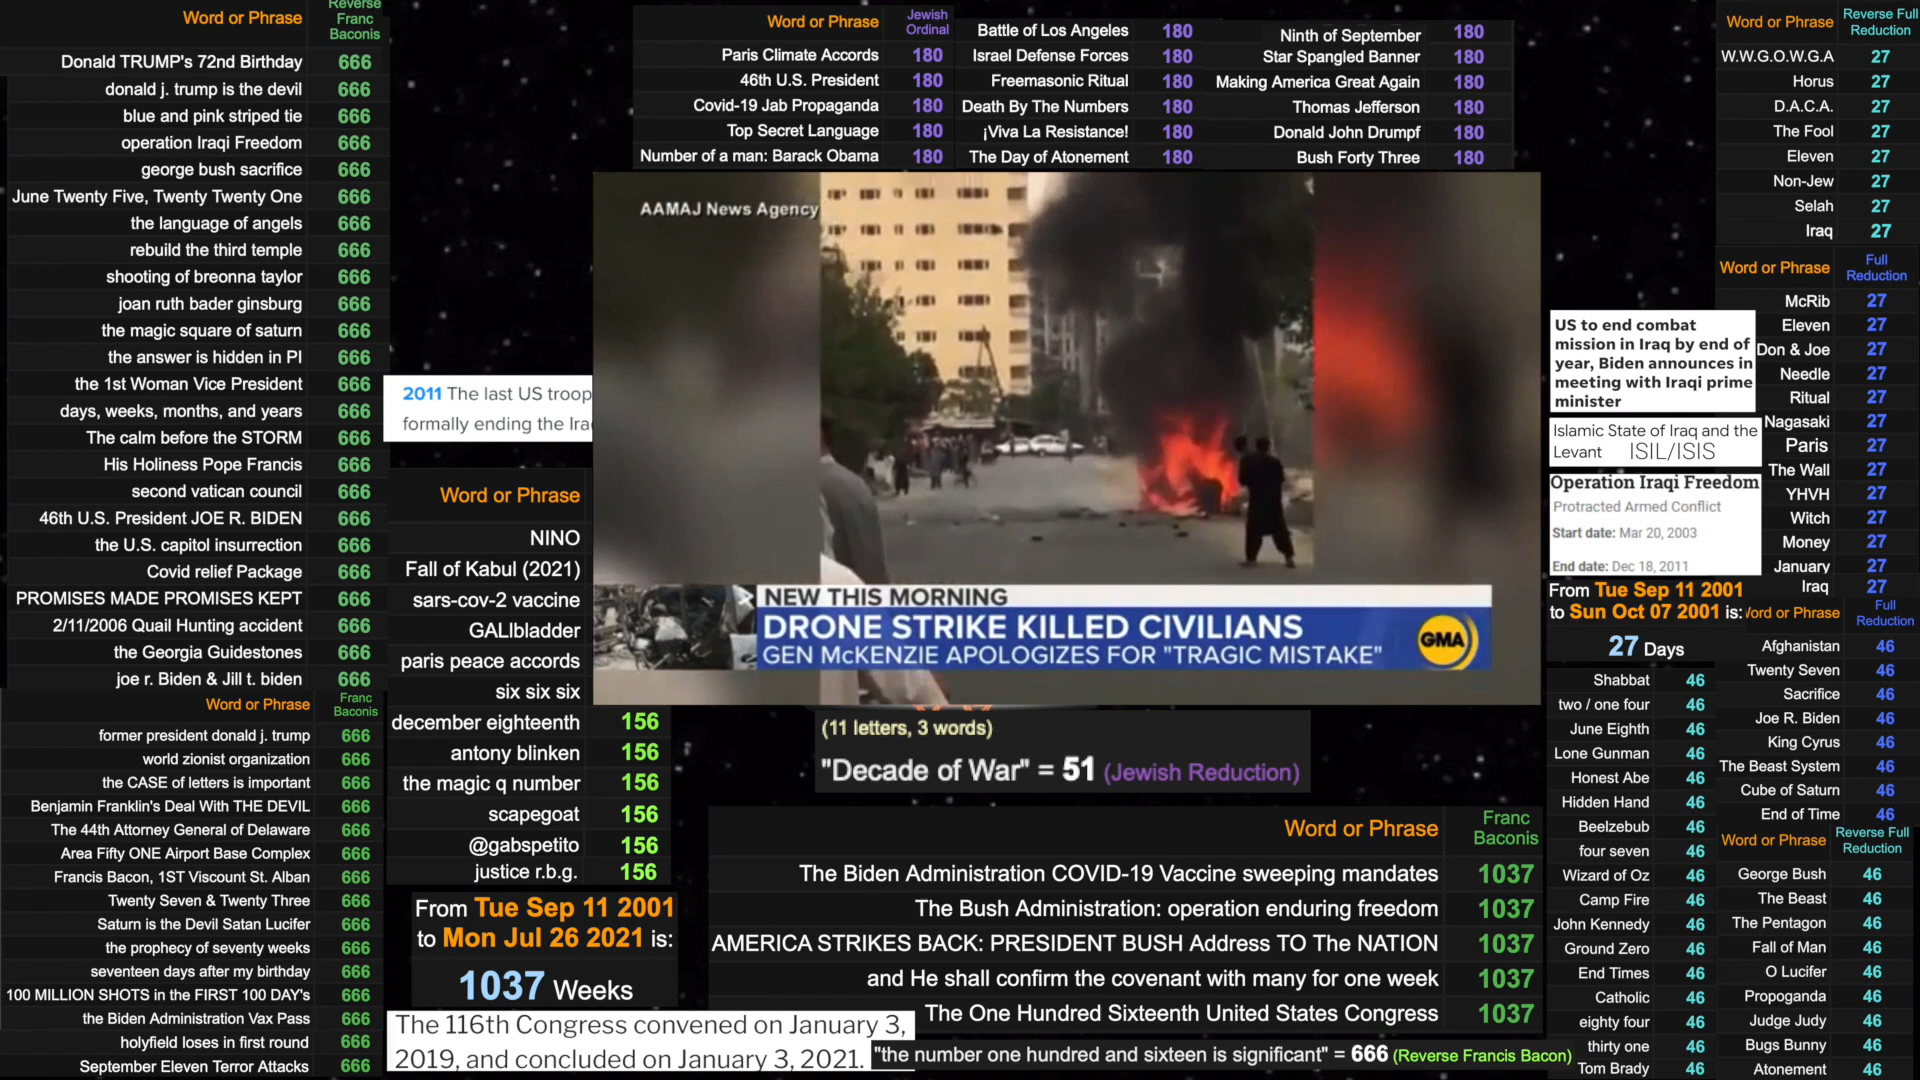 Word or Phrase
Reverse
Franc
Baconis
Donald TRUMP's 72nd Birthday 666
donald j. trump is the devil 666
blue and pink striped tie 666
operation Iraqi Freedom 666
george bush sacrifice 666
June Twenty Five, Twenty Twenty One 666
the language of angels 666
rebuild the third temple 666
shooting of breonna taylor 666
joan ruth bader ginsburg 666
the magic square of saturn 666
the answer is hidden in PI 666
the 1st Woman Vice President 666
days, weeks, months, and years 666
The calm before the STORM 666
His Holiness Pope Francis 666
second vatican council 666
46th U.S. President JOE R. BIDEN 666
the U.S. capitol insurrection 666
Covid relief Package 666
PROMISES MADE PROMISES KEPT 666
2/11/2006 Quail Hunting accident 666
the Georgia Guidestones 666
joe r. Biden & Jill t. biden 666
Word or Phrase
Franc
Baconis
former president donald j. trump 666
world zionist organization 666
the CASE of letters is important 666
Benjamin Franklin's Deal With THE DEVIL 666
The 44th Attorney General of Delaware 666
Area Fifty ONE Airport Base Complex 666
Francis Bacon, 1ST Viscount St. Alban 666
Twenty Seven & Twenty Three 666
Saturn is the Devil Satan Lucifer 666
the prophecy of seventy weeks 666
seventeen days after my birthday 666
100 MILLION SHOTS in the FIRST 100 DAY's 666
the Biden Administration Vax Pass 666
holyfield loses in first round 666
September Eleven Terror Attacks 666
2011 The last US troop
formally ending the Ira
Word or Phrase
NINO
Fall of Kabul (2021)
sars-cov-2 vaccine
GALlbladder
paris peace accords
six six six
december eighteenth 156
antony blinken 156
the magic q number 156
scapegoat 156
@gabspetito 156
justice r.b.g. 156
From Tue Sep 11 2001
to Mon Jul 26 2021 is:
1037 Weeks
The 116th Congress convened on January 3,
2019, and concluded on January 3, 2021.
Word or Phrase
Jewish
Ordinal
Paris Climate Accords 180
46th U.S. President 180
Covid-19 Jab Propaganda 180
Top Secret Language 180
Number of a man: Barack Obama 180
Battle of Los Angeles 180
Israel Defense Forces 180
Freemasonic Ritual 180
Death By The Numbers 180
¡Viva La Resistance! 180
The Day of Atonement 180
Ninth of September 180
Star Spangled Banner 180
Making America Great Again 180
Thomas Jefferson 180
Donald John Drumpf 180
Bush Forty Three 180
AAMAJ News Agency
NEW THIS MORNING
DRONE STRIKE KILLED CIVILIANS
GEN McKENZIE APOLOGIZES FOR "TRAGIC MISTAKE"
GMA
(11 letters, 3 words)
"Decade of War" = 51 (Jewish Reduction)
Word or Phrase
Franc
Baconis
The Biden Administration COVID-19 Vaccine sweeping mandates 1037
The Bush Administration: operation enduring freedom 1037
AMERICA STRIKES BACK: PRESIDENT BUSH Address TO The NATION 1037
and He shall confirm the covenant with many for one week 1037
The One Hundred Sixteenth United States Congress 1037
"the number one hundred and sixteen is significant" = 666 (Reverse Francis Bacon)
Word or Phrase
Reverse Full
Reduction
W.W.G.O.W.G.A 27
Horus 27
D.A.C.A. 27
The Fool 27
Eleven 27
Non-Jew 27
Selah 27
Iraq 27
Word or Phrase
Full
Reduction
McRib 27
Eleven 27
Don & Joe 27
Needle 27
Ritual 27
Nagasaki 27
Paris 27
The Wall 27
YHVH 27
Witch 27
Money 27
January 27
Iraq 27
US to end combat
mission in Iraq by end of
year, Biden announces in
meeting with Iraqi prime
minister
Islamic State of Iraq and the
Levant ISIL/ISIS
Operation Iraqi Freedom
Protracted Armed Conflict
Start date: Mar 20, 2003
End date: Dec 18, 2011
From Tue Sep 11 2001
to Sun Oct 07 2001 is:
27 Days
Shabbat 46
two / one four 46
June Eighth 46
Lone Gunman 46
Honest Abe 46
Hidden Hand 46
Beelzebub 46
four seven 46
Wizard of Oz 46
Camp Fire 46
John Kennedy 46
Ground Zero 46
End Times 46
Catholic 46
eighty four 46
thirty one 46
Tom Brady 46
Word or Phrase
Full
Reduction
Afghanistan 46
Twenty Seven 46
Sacrifice 46
Joe R. Biden 46
King Cyrus 46
The Beast System 46
Cube of Saturn 46
End of Time 46
Word or Phrase
Reverse Full
Reduction
George Bush 46
The Beast 46
The Pentagon 46
Fall of Man 46
O Lucifer 46
Propoganda 46
Judge Judy 46
Bugs Bunny 46
Atonement 46